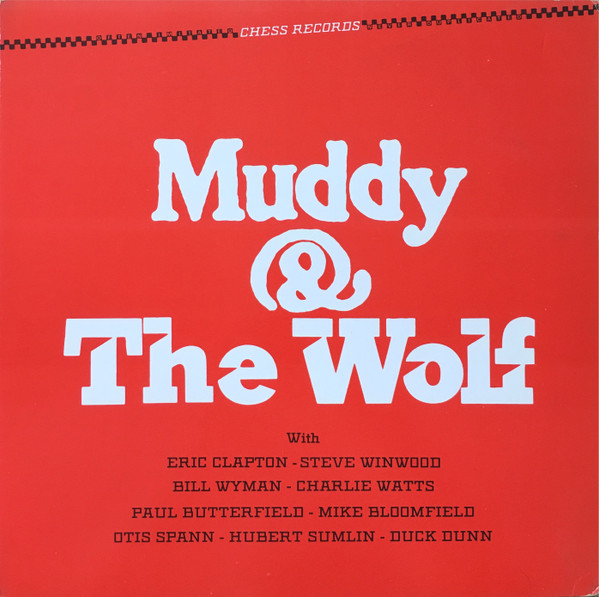 CHESS RECORDS
Muddy
&
The Wolf
With
ERIC CLAPTON - STEVE WINWOOD
BILL WYMAN - CHARLIE WATTS
PAUL BUTTERFIELD - MIKE BLOOMFIELD
OTIS SPANN - HUBERT SUMLIN - DUCK DUNN